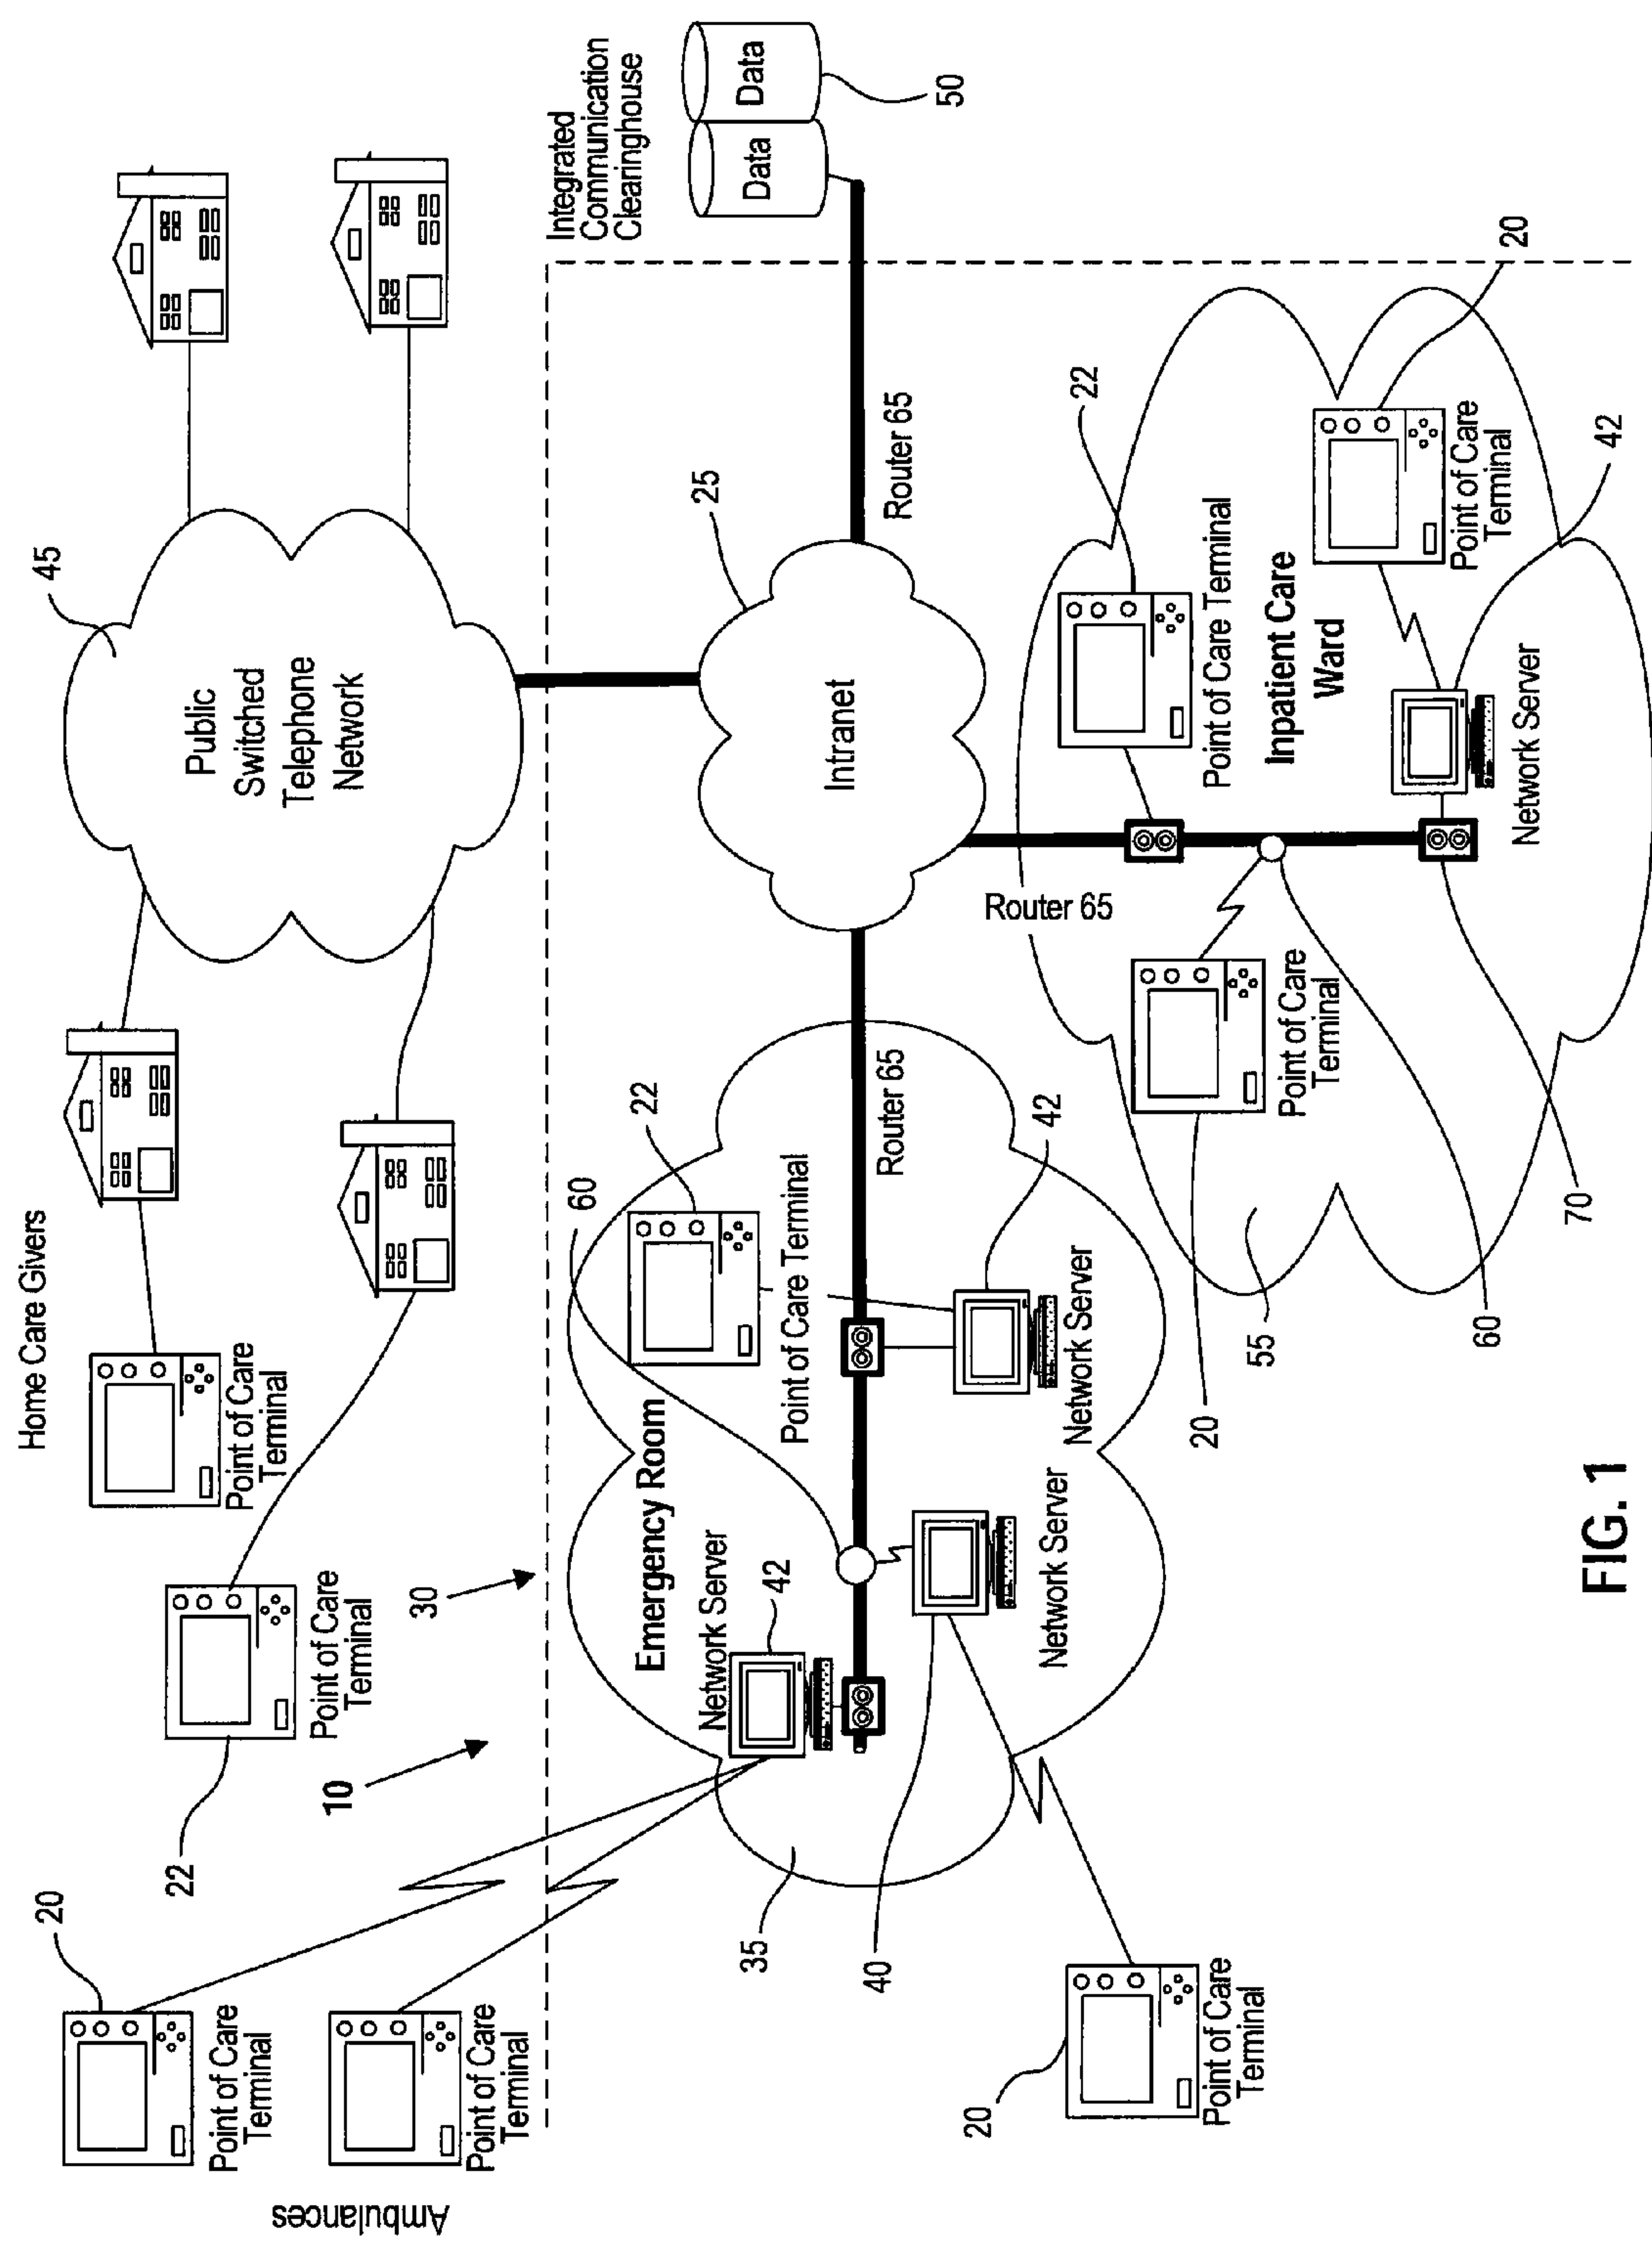 Ambulances
20
Point of Care
Terminal
Point of Care
Terminal
22
Point of Care
Terminal
Home Care Givers
Point of Care
Terminal
10
30
45
Public
Switched
Telephone
Network
Integrated
Communication
Clearinghouse
Data
Data
50
25
Intranet
Router 65
Router 65
Router 65
Emergency Room
60
22
Point of Care Terminal
42
Network Server
Network Server
42
Network Server
35
40
20
Point of Care
Terminal
22
Point of Care Terminal
Inpatient Care
Ward
20
Point of Care
Terminal
42
Network Server
Point of Care
Terminal
20
55
60
70
FIG. 1